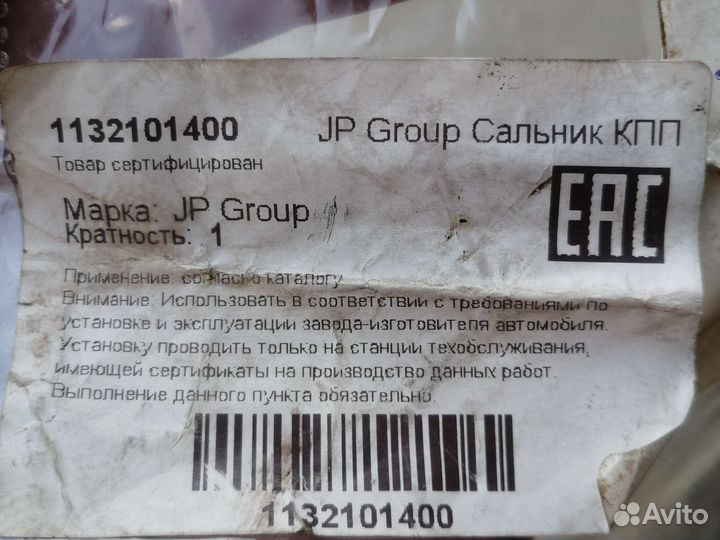 1132101400 JP Group Сальник КПП
Товар сертифицирован
Марка: JP Group
Кратность: 1
EAC
Применение: согласно каталогу
Внимание: Использовать в соответствии с требованиями по
установке и эксплуатации завода-изготовителя автомобиля.
Установку проводить только на станции техобслуживания,
имеющей сертификаты на производство данных работ.
Выполнение данного пункта обязательно.
1132101400
Avito